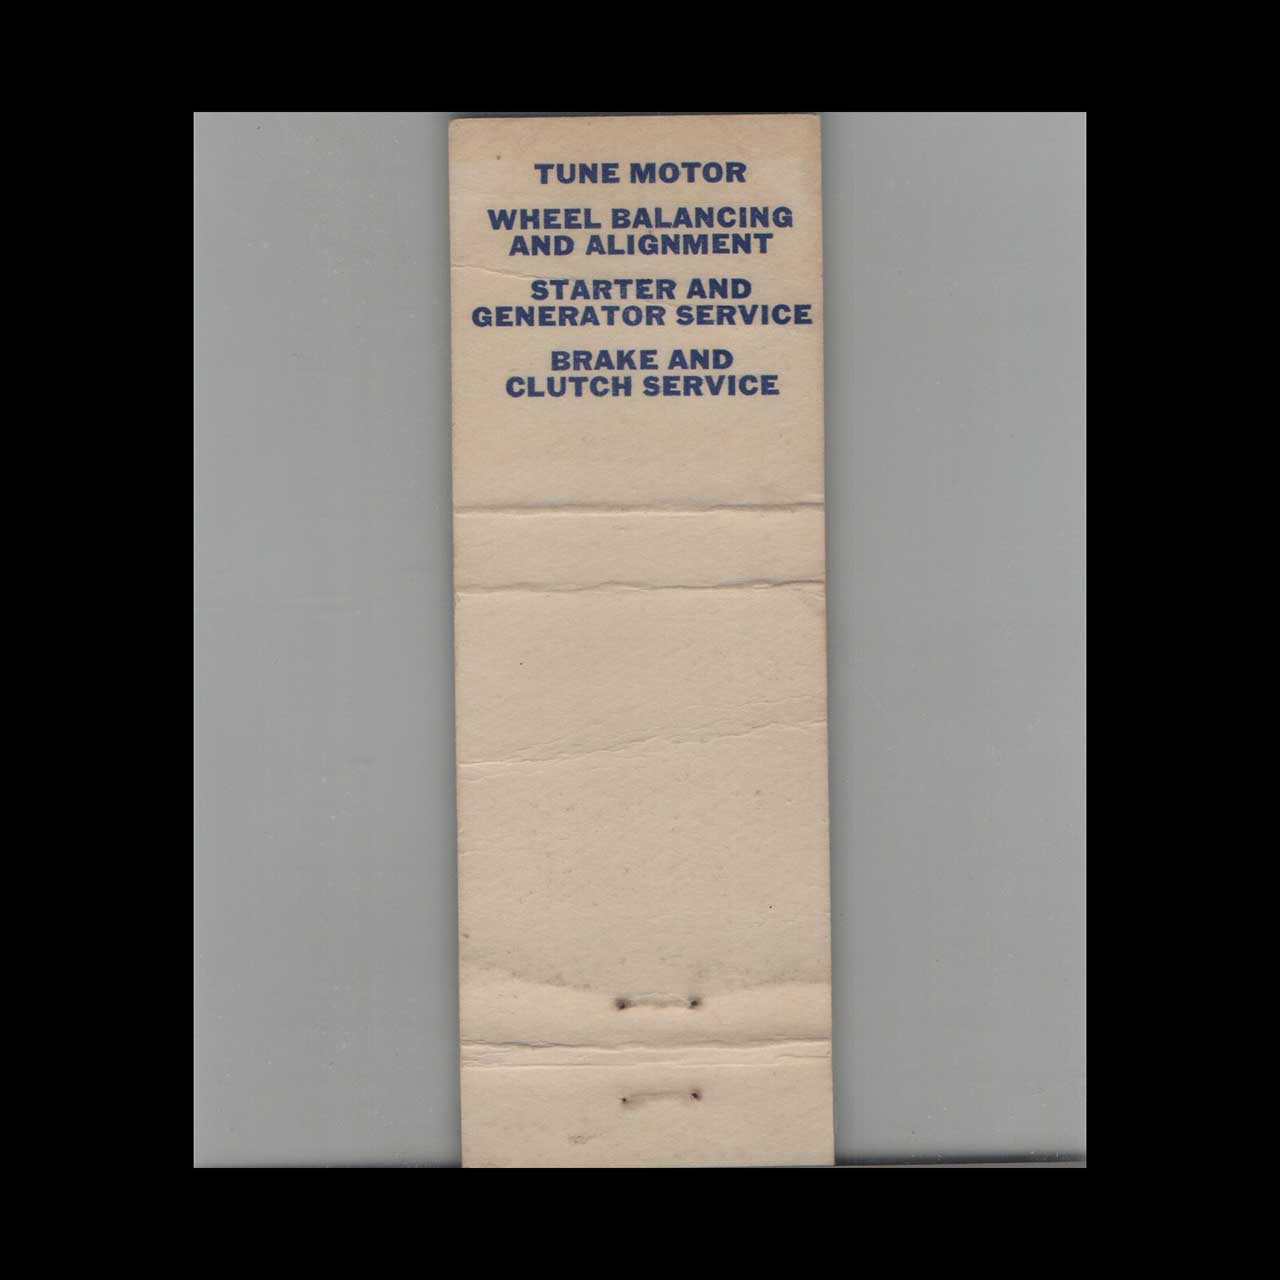 TUNE MOTOR
WHEEL BALANCING
AND ALIGNMENT
STARTER AND
GENERATOR SERVICE
BRAKE AND
CLUTCH SERVICE